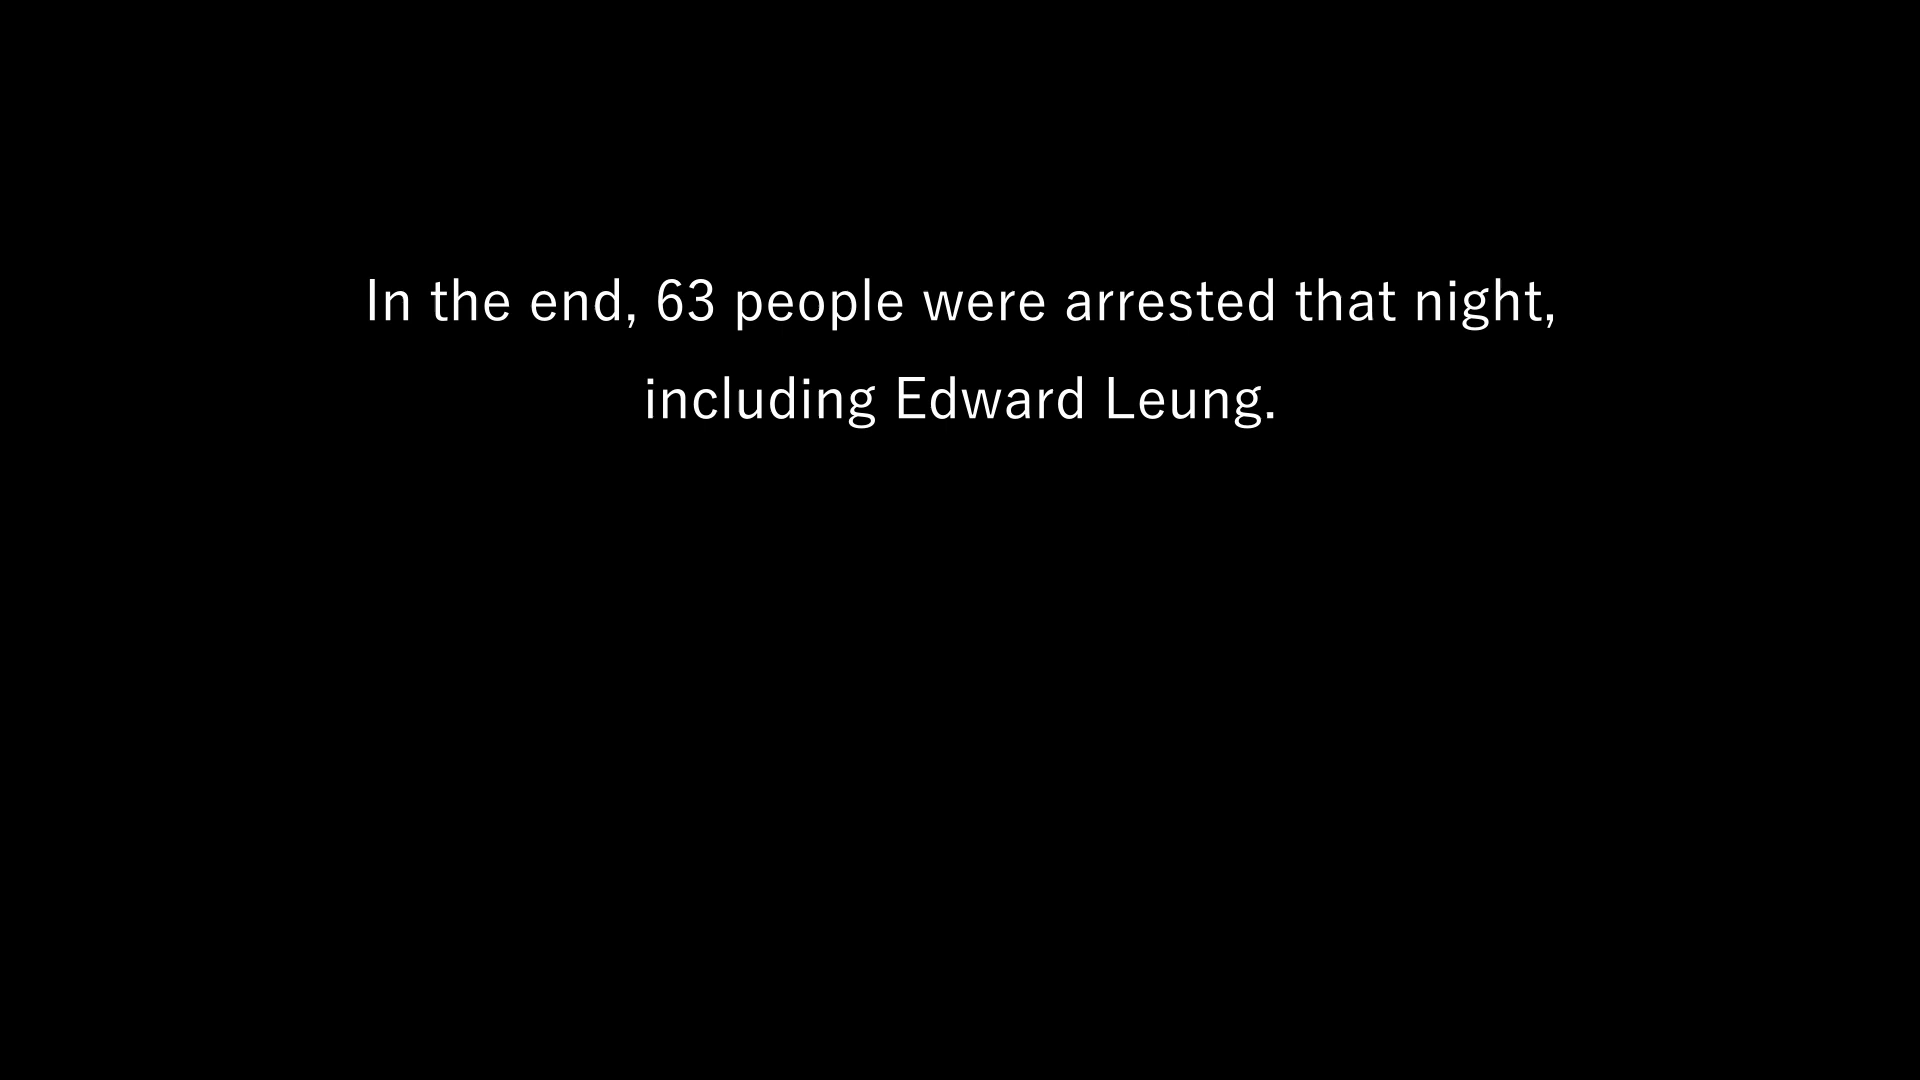 In the end, 63 people were arrested that night,
including Edward Leung.